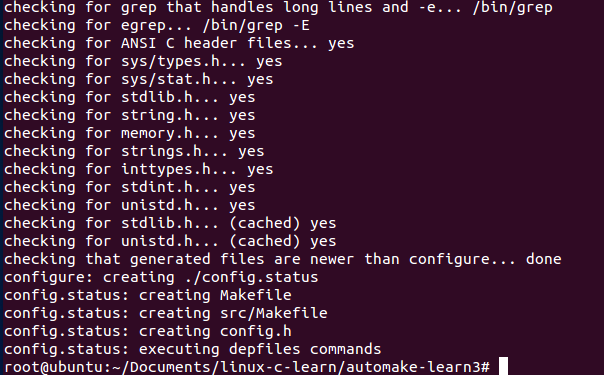 checking for grep that handles long lines and -e... /bin/grep
checking for egrep... /bin/grep -E
checking for ANSI C header files... yes
checking for sys/types.h... yes
checking for sys/stat.h... yes
checking for stdlib.h... yes
checking for string.h... yes
checking for memory.h... yes
checking for strings.h... yes
checking for inttypes.h... yes
checking for stdint.h... yes
checking for unistd.h... yes
checking for stdlib.h... (cached) yes
checking for unistd.h... (cached) yes
checking that generated files are newer than configure... done
configure: creating ./config.status
config.status: creating Makefile
config.status: creating src/Makefile
config.status: creating config.h
config.status: executing depfiles commands
root@ubuntu:~/Documents/linux-c-learn/automake-learn3#